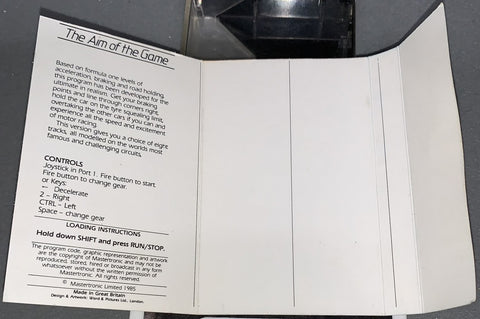 The Aim of the Game
Based on formula one levels of
acceleration, braking and road holding,
this program has been developed for the
ultimate in realism. Get your braking
points and line through corners right,
hold the car on the tyre squealing limit,
overtaking the other cars if you can and
experience all the speed and excitement
of motor racing.
This version gives you a choice of eight
tracks, all modelled on the worlds most
famous and challenging circuits.
CONTROLS
Joystick in Port 1. Fire button to start.
Fire button to change gear.
or Keys:
← Decelerate
2 – Right
CTRL – Left
Space – change gear
LOADING INSTRUCTIONS
Hold down SHIFT and press RUN/STOP.
The program code, graphic representation and artwork
are the copyright of Mastertronic and may not be
reproduced, stored, hired or broadcast in any form
whatsoever without the written permission of
Mastertronic. All rights reserved.
© Mastertronic Limited 1985
Made in Great Britain
Design & Artwork: Word & Pictures Ltd., London.